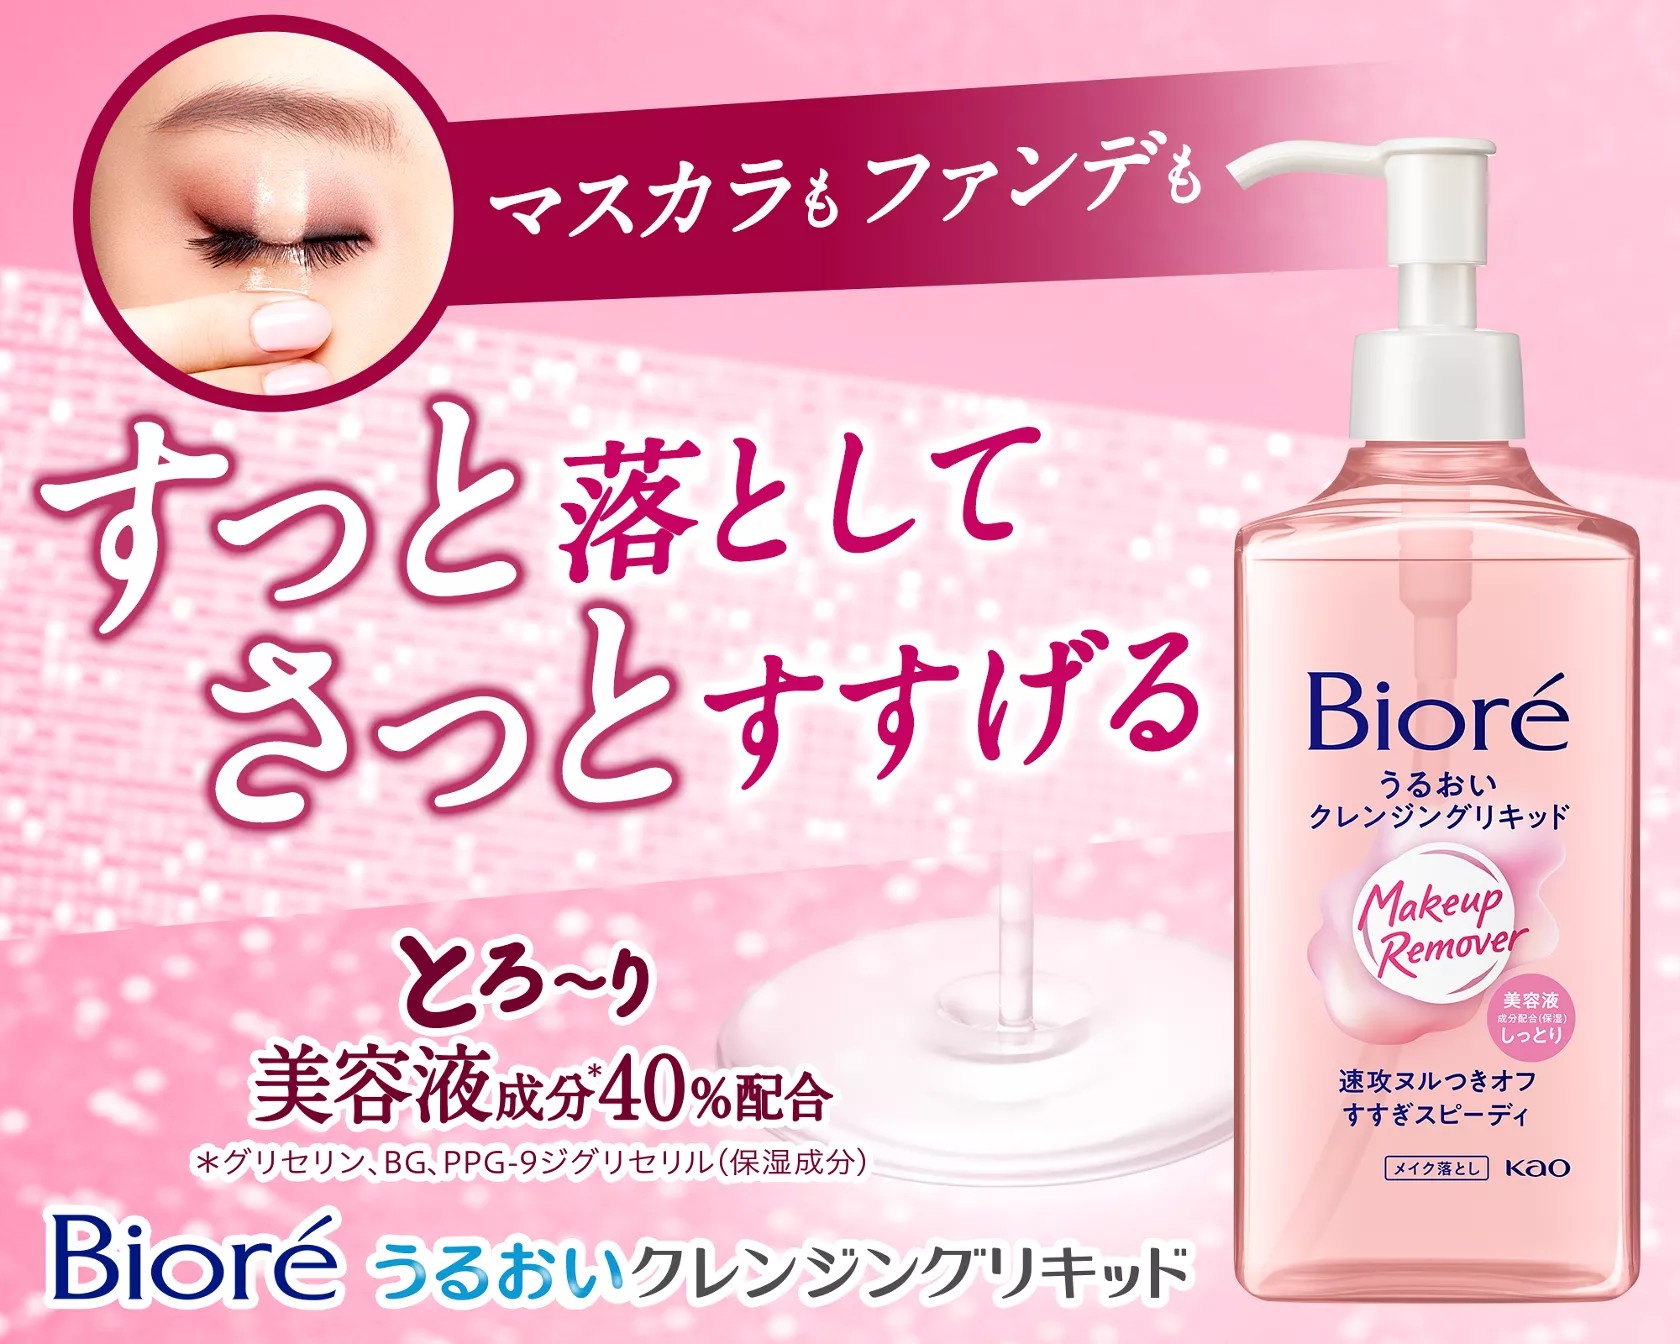 マスカラも ファンデも
すっと落として
さっとすすげる
とろ〜り
美容液成分*40%配合
*グリセリン、BG、PPG-9ジグリセリル(保湿成分)
Bioré うるおいクレンジングリキッド
Bioré
うるおい
クレンジングリキッド
Makeup
Remover
美容液
成分配合(保湿)
しっとり
速攻ヌルつきオフ
すすぎスピーディ
メイク落とし Kao